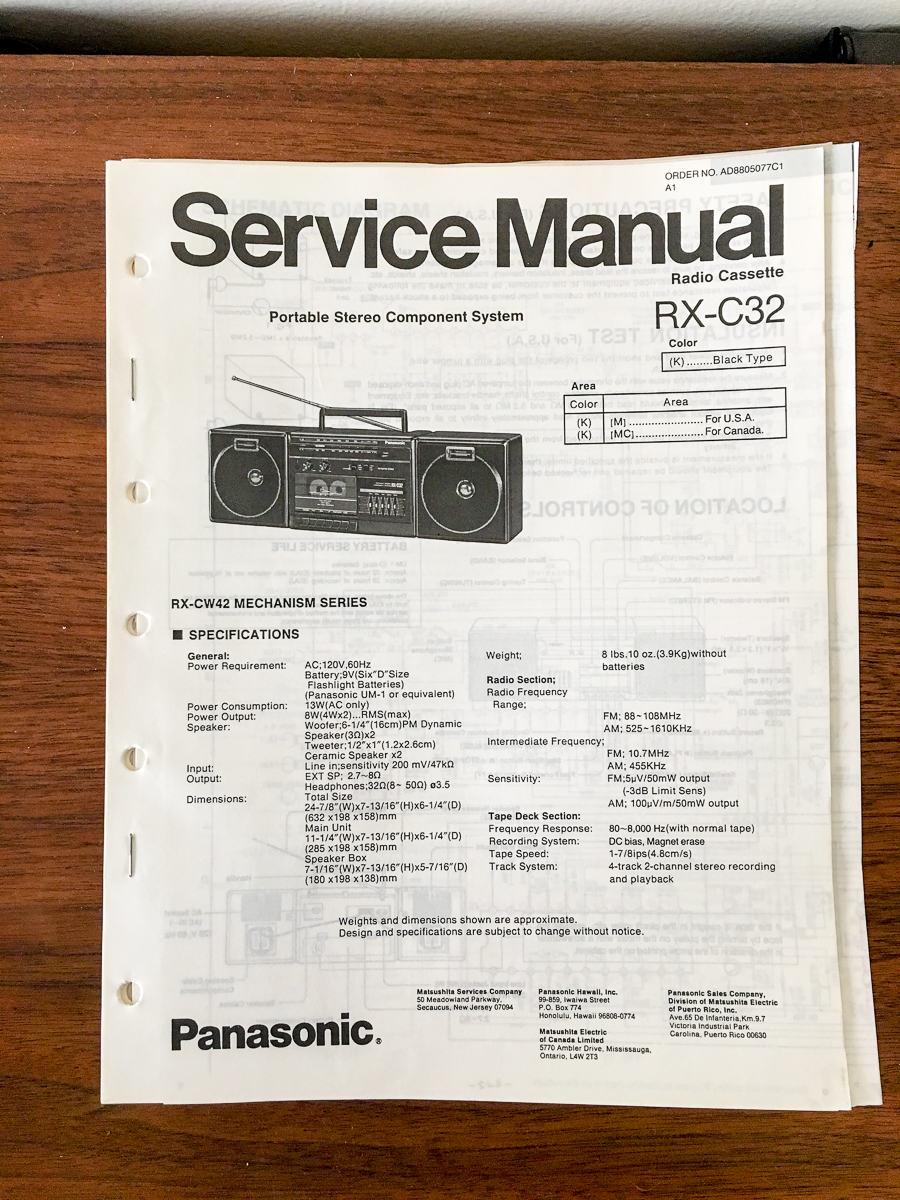 ORDER NO. AD8805077C1
A1
Service Manual
Radio Cassette
Portable Stereo Component System
RX-C32
Color
(K) ........Black Type
Area
Color Area
(K) [M] ........................ For U.S.A.
(K) [MC]...................... For Canada.
RX-CW42 MECHANISM SERIES
■ SPECIFICATIONS
General:
Power Requirement: AC;120V,60Hz
Battery;9V(Six"D"Size
Flashlight Batteries)
(Panasonic UM-1 or equivalent)
Power Consumption: 13W(AC only)
Power Output: 8W(4Wx2)...RMS(max)
Speaker: Woofer;6-1/4"(16cm)PM Dynamic
Speaker(3Ω)x2
Tweeter;1/2"x1"(1.2x2.6cm)
Ceramic Speaker x2
Input: Line in;sensitivity 200 mV/47kΩ
Output: EXT SP; 2.7~8Ω
Headphones;32Ω(8~ 50Ω) ø3.5
Dimensions: Total Size
24-7/8"(W)x7-13/16"(H)x6-1/4"(D)
(632 x198 x158)mm
Main Unit
11-1/4"(W)x7-13/16"(H)x6-1/4"(D)
(285 x198 x158)mm
Speaker Box
7-1/16"(W)x7-13/16"(H)x5-7/16"(D)
(180 x198 x138)mm
Weight; 8 lbs.10 oz.(3.9Kg)without
batteries
Radio Section;
Radio Frequency
Range;
FM; 88~108MHz
AM; 525~1610KHz
Intermediate Frequency;
FM; 10.7MHz
AM; 455KHz
Sensitivity: FM;5μV/50mW output
(-3dB Limit Sens)
AM; 100μV/m/50mW output
Tape Deck Section:
Frequency Response: 80~8,000 Hz(with normal tape)
Recording System: DC bias, Magnet erase
Tape Speed: 1-7/8ips(4.8cm/s)
Track System: 4-track 2-channel stereo recording
and playback
Weights and dimensions shown are approximate.
Design and specifications are subject to change without notice.
Panasonic®
Matsushita Services Company
50 Meadowland Parkway,
Secaucus, New Jersey 07094
Panasonic Hawaii, Inc.
99-859, Iwaiwa Street
P.O. Box 774
Honolulu, Hawaii 96808-0774
Matsushita Electric
of Canada Limited
5770 Ambler Drive, Mississauga,
Ontario, L4W 2T3
Panasonic Sales Company,
Division of Matsushita Electric
of Puerto Rico, Inc.
Ave.65 De Infanteria,Km.9.7
Victoria Industrial Park
Carolina, Puerto Rico 00630